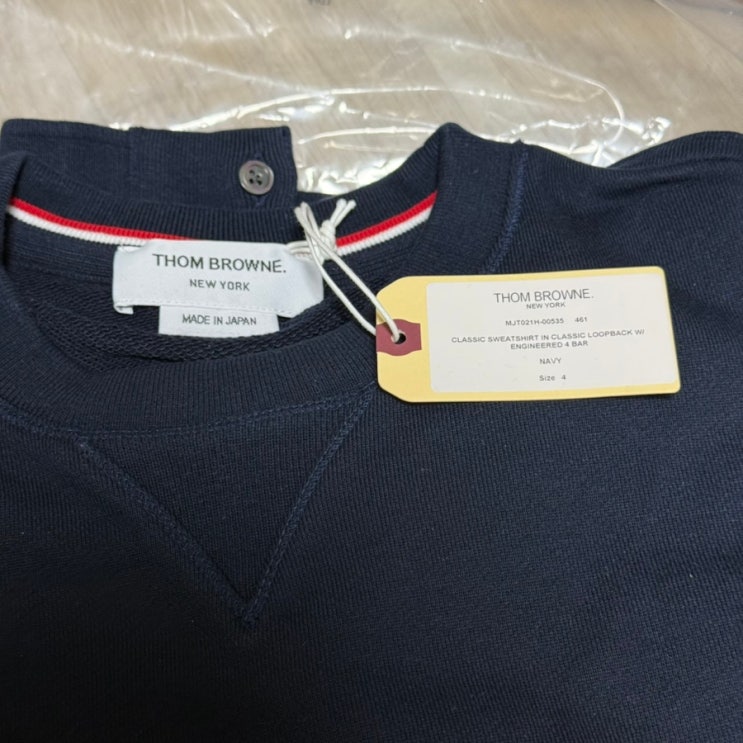 THOM BROWNE.
NEW YORK
MADE IN JAPAN
THOM BROWNE.
NEW YORK
MJT021H-00535 461
CLASSIC SWEATSHIRT IN CLASSIC LOOPBACK W/
ENGINEERED 4 BAR
NAVY
Size 4